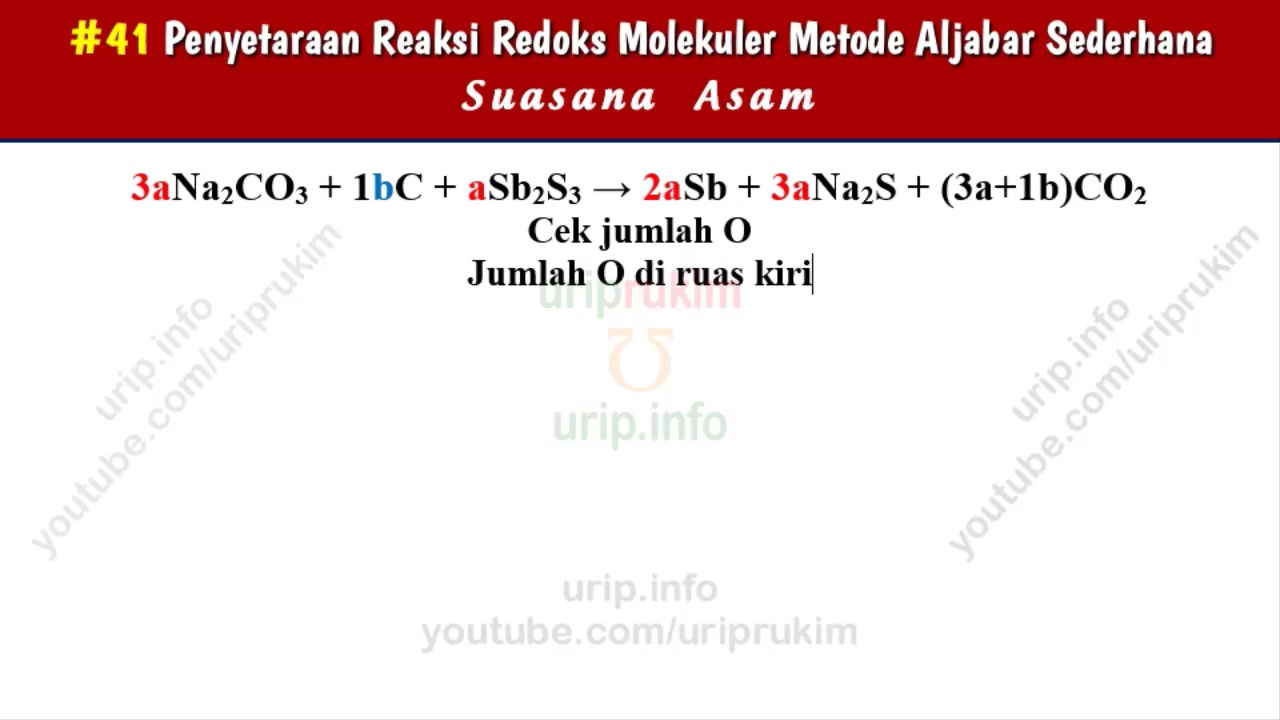 #41 Penyetaraan Reaksi Redoks Molekuler Metode Aljabar Sederhana
Suasana Asam
3aNa₂CO₃ + 1bC + aSb₂S₃ → 2aSb + 3aNa₂S + (3a+1b)CO₂
Cek jumlah O
Jumlah O di ruas kiri
uriprukim
urip.info
urip.info
youtube.com/uriprukim
urip.info
youtube.com/uriprukim
urip.info
youtube.com/uriprukim